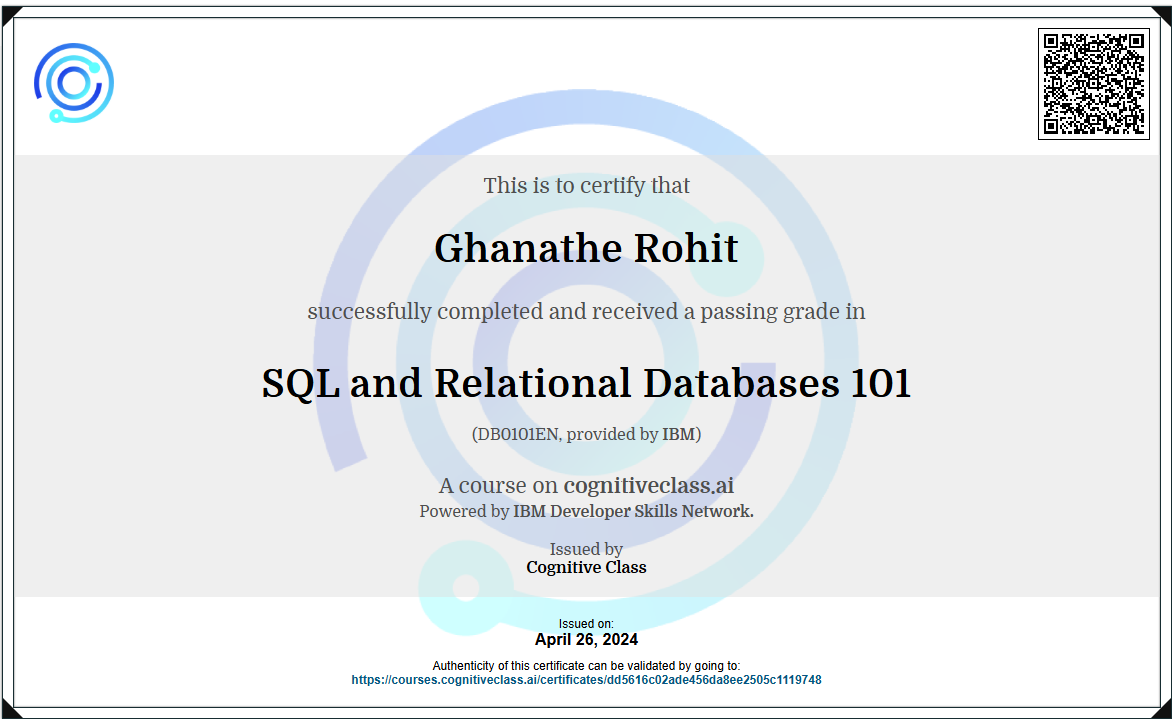 This is to certify that
Ghanathe Rohit
successfully completed and received a passing grade in
SQL and Relational Databases 101
(DB0101EN, provided by IBM)
A course on cognitiveclass.ai
Powered by IBM Developer Skills Network.
Issued by
Cognitive Class
Issued on:
April 26, 2024
Authenticity of this certificate can be validated by going to:
https://courses.cognitiveclass.ai/certificates/dd5616c02ade456da8ee2505c1119748